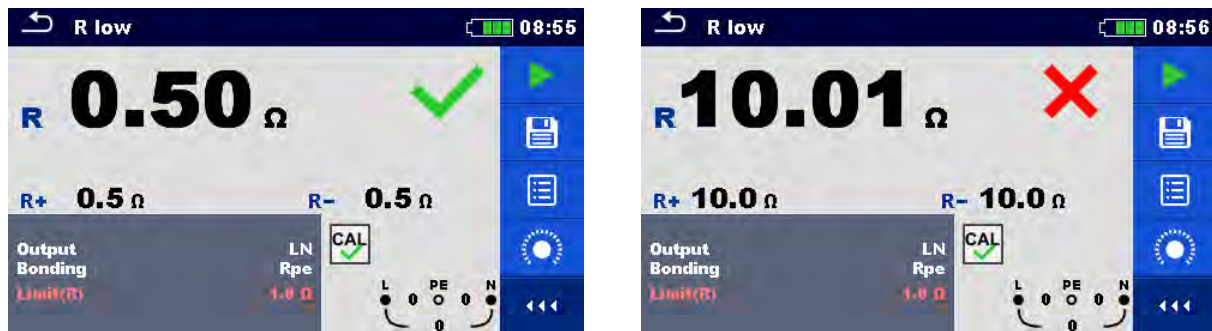 R low 08:55
R 0.50 Ω
R+ 0.5 Ω R- 0.5 Ω
Output LN
Bonding Rpe
Limit(R) 1.0 Ω
CAL
L PE N
0 0
0
R low 08:56
R 10.01 Ω
R+ 10.0 Ω R- 10.0 Ω
Output LN
Bonding Rpe
Limit(R) 1.0 Ω
CAL
L PE N
0 0
0